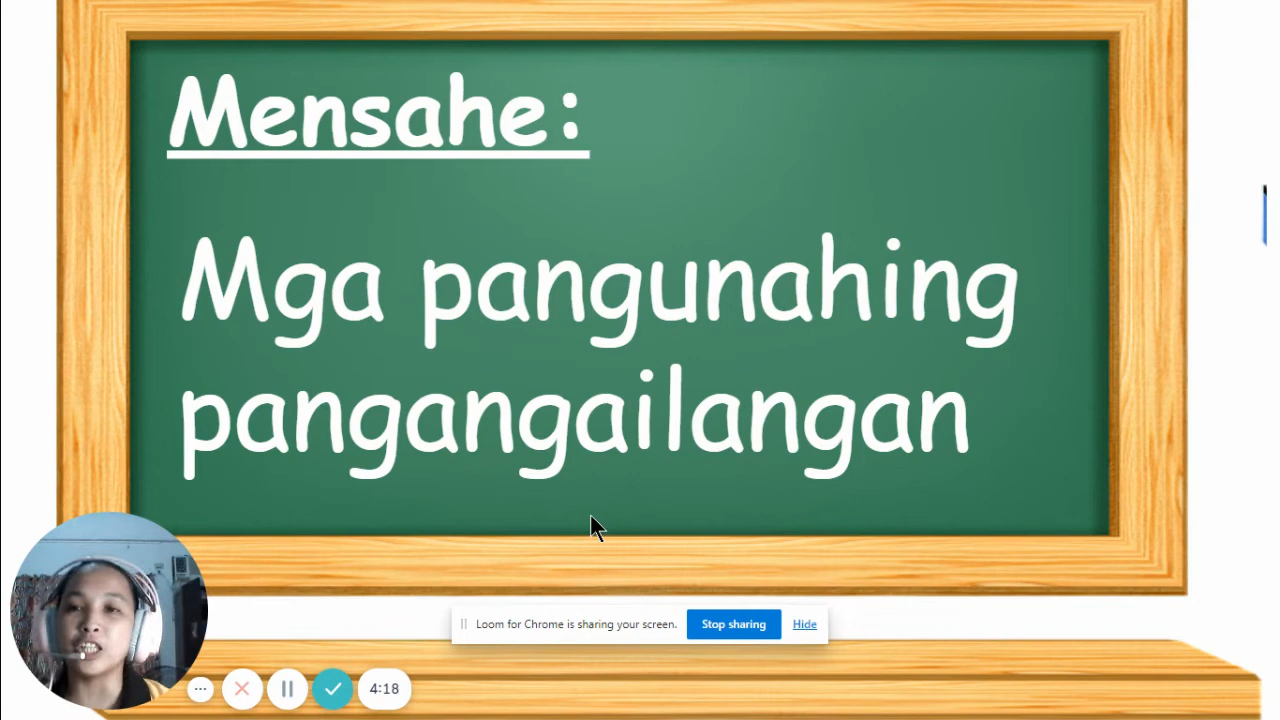 Mensahe:
Mga pangunahing
pangangailangan
Loom for Chrome is sharing your screen. Stop sharing Hide
4:18